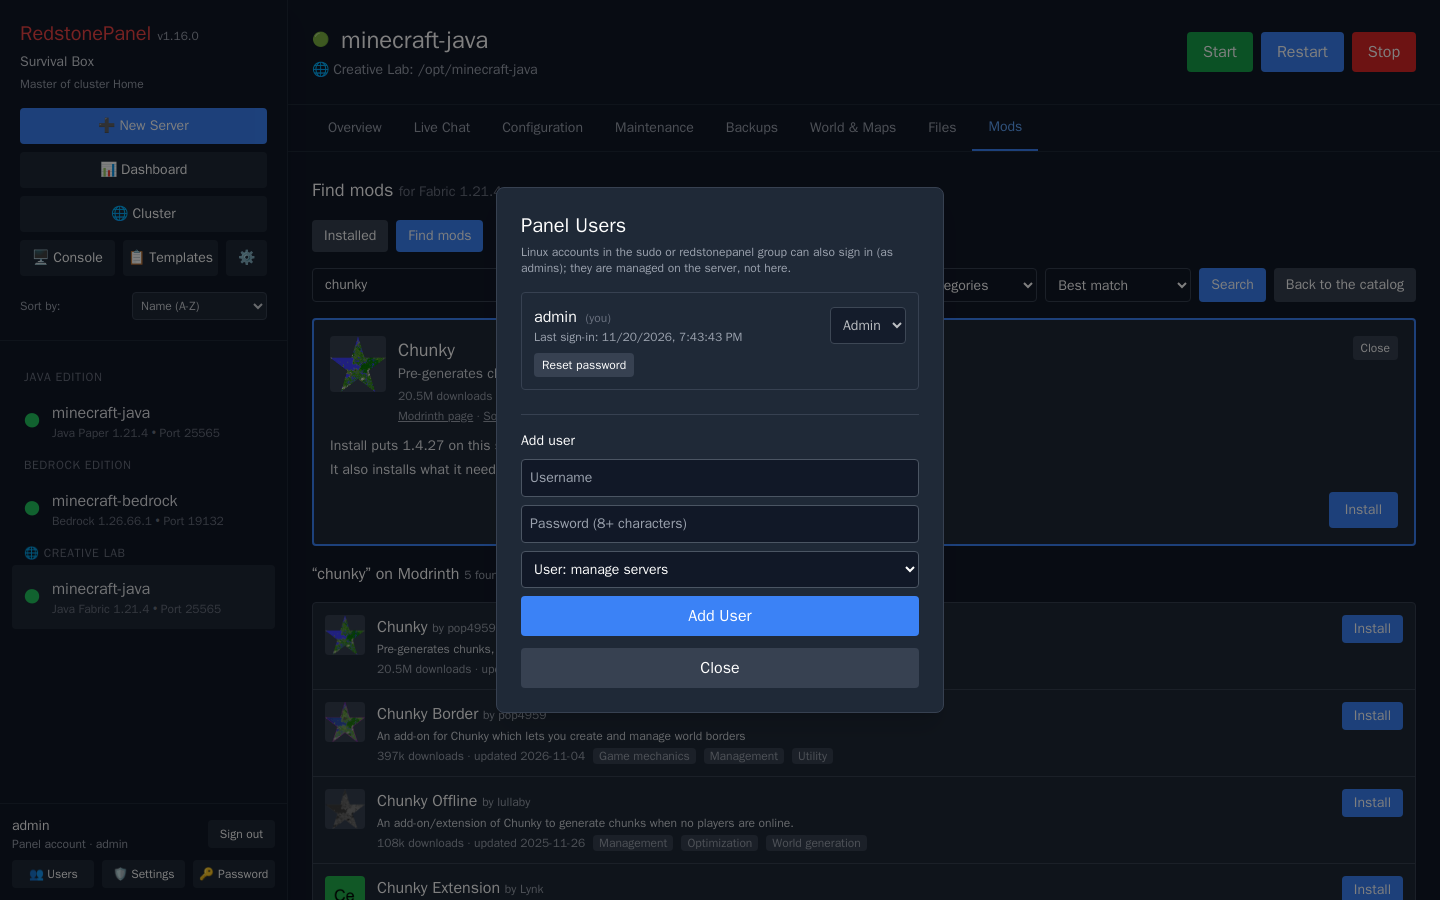 RedstonePanel v1.16.0
Survival Box
Master of cluster Home
➕ New Server
📊 Dashboard
🌐 Cluster
🖥️ Console
📋 Templates
⚙️
Sort by:
Name (A-Z)
JAVA EDITION
minecraft-java
Java Paper 1.21.4 • Port 25565
BEDROCK EDITION
minecraft-bedrock
Bedrock 1.26.66.1 • Port 19132
🌐 CREATIVE LAB
minecraft-java
Java Fabric 1.21.4 • Port 25565
admin
Panel account · admin
Sign out
👥 Users
🛡️ Settings
🔑 Password
minecraft-java
🌐 Creative Lab: /opt/minecraft-java
Start
Restart
Stop
Overview
Live Chat
Configuration
Maintenance
Backups
World & Maps
Files
Mods
Find mods for Fabric 1.21.4
Installed
Find mods
chunky
egories
Best match
Search
Back to the catalog
Chunky
Pre-generates
20.5M downloads
Modrinth page ·
Close
Install puts 1.4.27 on this
It also installs what it need
Install
“chunky” on Modrinth 5 foun
Chunky by pop4959
Pre-generates chunks,
20.5M downloads ·
Install
Chunky Border by pop4959
An add-on for Chunky which lets you create and manage world borders
397k downloads · updated 2026-11-04 Game mechanics Management Utility
Install
Chunky Offline by lullaby
An add-on/extension of Chunky to generate chunks when no players are online.
108k downloads · updated 2025-11-26 Management Optimization World generation
Install
Ce
Chunky Extension by Lynk
Install
Panel Users
Linux accounts in the sudo or redstonepanel group can also sign in (as
admins); they are managed on the server, not here.
admin (you)
Last sign-in: 11/20/2026, 7:43:43 PM
Admin
Reset password
Add user
Username
Password (8+ characters)
User: manage servers
Add User
Close